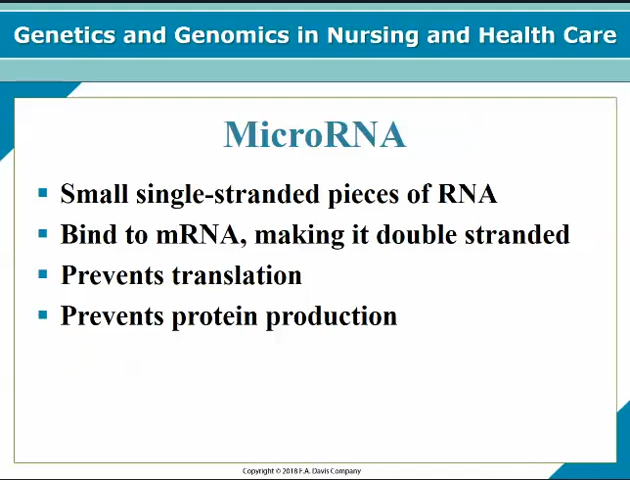 Genetics and Genomics in Nursing and Health Care
MicroRNA
Small single-stranded pieces of RNA
Bind to mRNA, making it double stranded
Prevents translation
Prevents protein production
Copyright © 2018 F.A. Davis Company